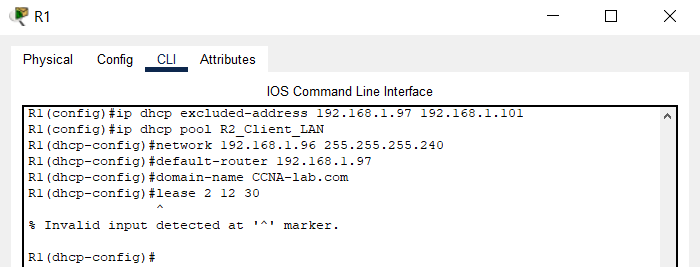 R1
Physical Config CLI Attributes
IOS Command Line Interface
R1(config)#ip dhcp excluded-address 192.168.1.97 192.168.1.101
R1(config)#ip dhcp pool R2_Client_LAN
R1(dhcp-config)#network 192.168.1.96 255.255.255.240
R1(dhcp-config)#default-router 192.168.1.97
R1(dhcp-config)#domain-name CCNA-lab.com
R1(dhcp-config)#lease 2 12 30
^
% Invalid input detected at '^' marker.
R1(dhcp-config)#